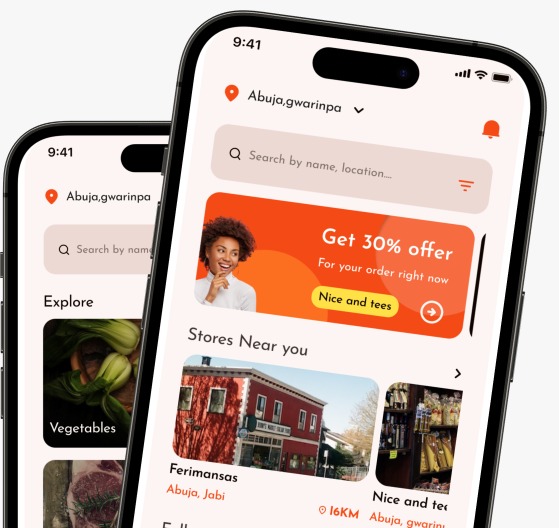 9:41
Abuja,gwarinpa
Search by name, location....
Get 30% offer
For your order right now
Nice and tees
Stores Near you
Ferimansas
Abuja, Jabi
16KM
Nice and tee
Abuja, gwarinp
9:41
Abuja,gwarinpa
Search by name
Explore
Vegetables